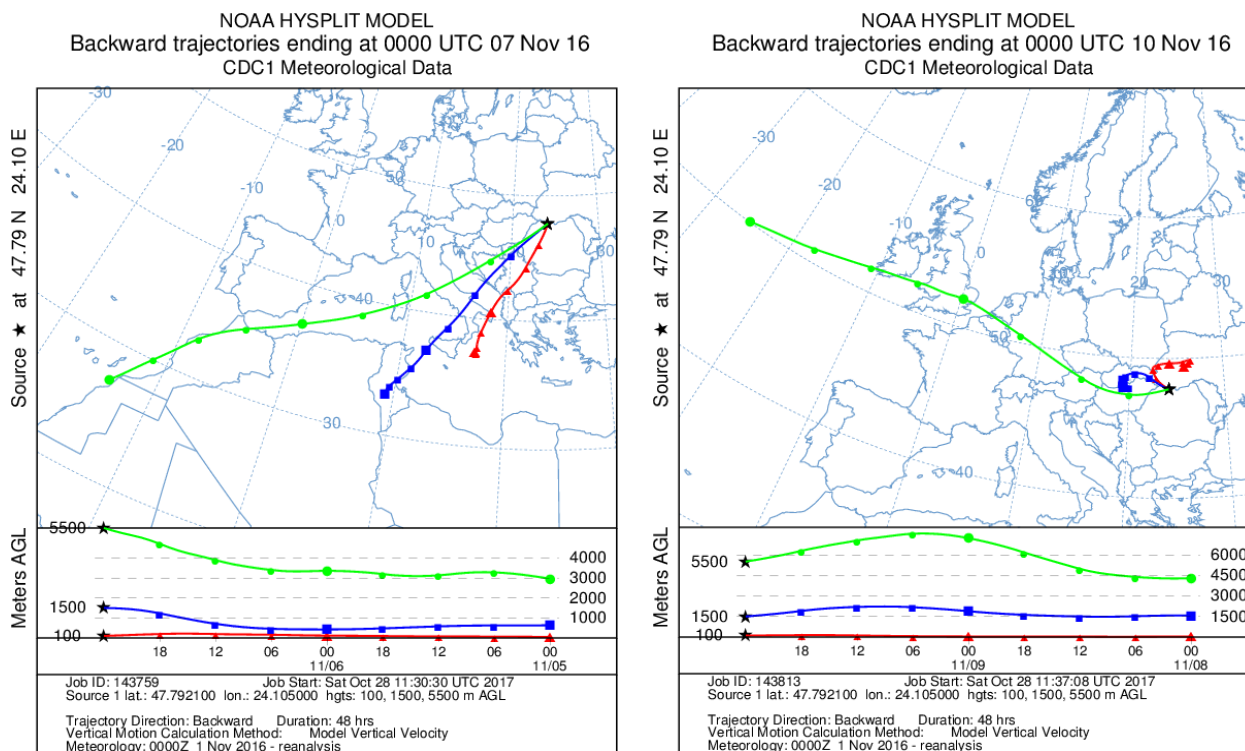 NOAA HYSPLIT MODEL
Backward trajectories ending at 0000 UTC 07 Nov 16
CDC1 Meteorological Data
Source ★ at 47.79 N 24.10 E
-30
-20
-10
0
10
50
40
30
30
Meters AGL
5500
1500
100
4000
3000
2000
1000
18 12 06 00 18 12 06 00
11/06 11/05
Job ID: 143759 Job Start: Sat Oct 28 11:30:30 UTC 2017
Source 1 lat.: 47.792100 lon.: 24.105000 hgts: 100, 1500, 5500 m AGL
Trajectory Direction: Backward Duration: 48 hrs
Vertical Motion Calculation Method: Model Vertical Velocity
Meteorology: 0000Z 1 Nov 2016 - reanalysis
NOAA HYSPLIT MODEL
Backward trajectories ending at 0000 UTC 10 Nov 16
CDC1 Meteorological Data
Source ★ at 47.79 N 24.10 E
-30
-20
-10
0
20
50
40
Meters AGL
5500
1500
100
6000
4500
3000
1500
18 12 06 00 18 12 06 00
11/09 11/08
Job ID: 143813 Job Start: Sat Oct 28 11:37:08 UTC 2017
Source 1 lat.: 47.792100 lon.: 24.105000 hgts: 100, 1500, 5500 m AGL
Trajectory Direction: Backward Duration: 48 hrs
Vertical Motion Calculation Method: Model Vertical Velocity
Meteorology: 0000Z 1 Nov 2016 - reanalysis